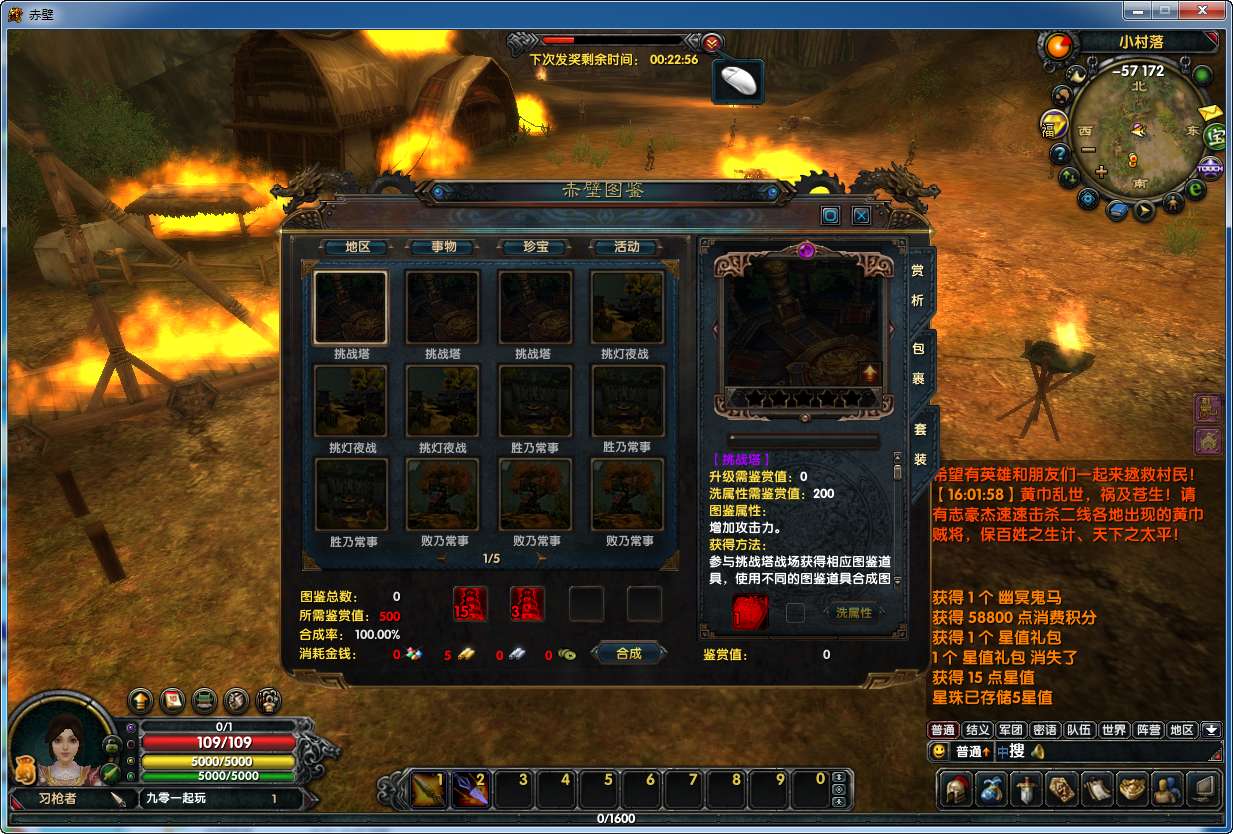 赤壁
下次发奖剩余时间： 00:22:56
小村落
-57 172
北
西
东
南
福
宝
TOUCH
赤壁图鉴
地区
事物
珍宝
活动
挑战塔
挑战塔
挑战塔
挑灯夜战
挑灯夜战
挑灯夜战
胜乃常事
胜乃常事
胜乃常事
败乃常事
败乃常事
败乃常事
1/5
赏析
包裹
套装
【挑战塔】
升级需鉴赏值：0
洗属性需鉴赏值：200
图鉴属性：
增加攻击力。
获得方法：
参与挑战塔战场获得相应图鉴道
具，使用不同的图鉴道具合成图
1
洗属性
鉴赏值： 0
图鉴总数： 0
所需鉴赏值：500
合成率：100.00%
消耗金钱： 0 5 0 0
15
3
合成
希望有英雄和朋友们一起来拯救村民！
【16:01:58】黄巾乱世，祸及苍生！请
有志豪杰速速击杀二线各地出现的黄巾
贼将，保百姓之生计、天下之太平！
获得 1 个 幽冥鬼马
获得 58800 点消费积分
获得 1 个 星值礼包
1 个 星值礼包 消失了
获得 15 点星值
星珠已存储5星值
普通 结义 军团 密语 队伍 世界 阵营 地区
普通 中搜
0/1
109/109
5000/5000
5000/5000
习枪者
九零一起玩 1
1 2 3 4 5 6 7 8 9 0
0/1600